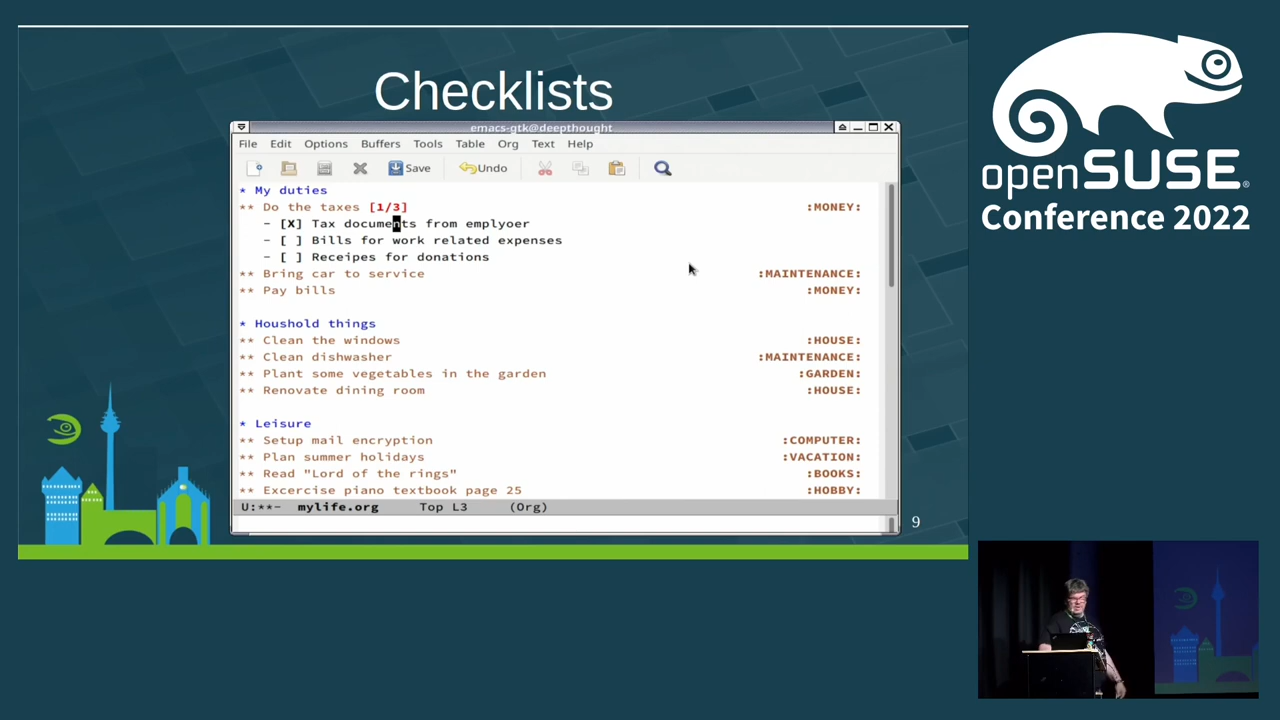 Checklists
emacs-gtk@deepthought
File Edit Options Buffers Tools Table Org Text Help
Save Undo
* My duties
** Do the taxes [1/3] :MONEY:
- [X] Tax documents from emplyoer
- [ ] Bills for work related expenses
- [ ] Receipes for donations
** Bring car to service :MAINTENANCE:
** Pay bills :MONEY:
* Houshold things
** Clean the windows :HOUSE:
** Clean dishwasher :MAINTENANCE:
** Plant some vegetables in the garden :GARDEN:
** Renovate dining room :HOUSE:
* Leisure
** Setup mail encryption :COMPUTER:
** Plan summer holidays :VACATION:
** Read "Lord of the rings" :BOOKS:
** Excercise piano textbook page 25 :HOBBY:
U:**- mylife.org Top L3 (Org)
9
openSUSE®
Conference 2022